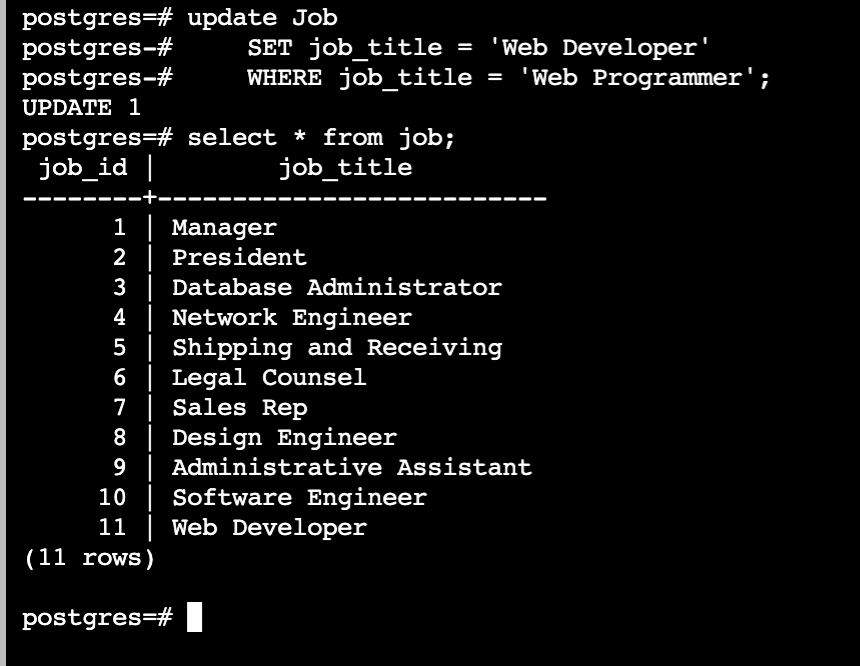 postgres=# update Job
postgres-#     SET job_title = 'Web Developer'
postgres-#     WHERE job_title = 'Web Programmer';
UPDATE 1
postgres=# select * from job;
 job_id |        job_title
--------+--------------------------
      1 | Manager
      2 | President
      3 | Database Administrator
      4 | Network Engineer
      5 | Shipping and Receiving
      6 | Legal Counsel
      7 | Sales Rep
      8 | Design Engineer
      9 | Administrative Assistant
     10 | Software Engineer
     11 | Web Developer
(11 rows)
postgres=#